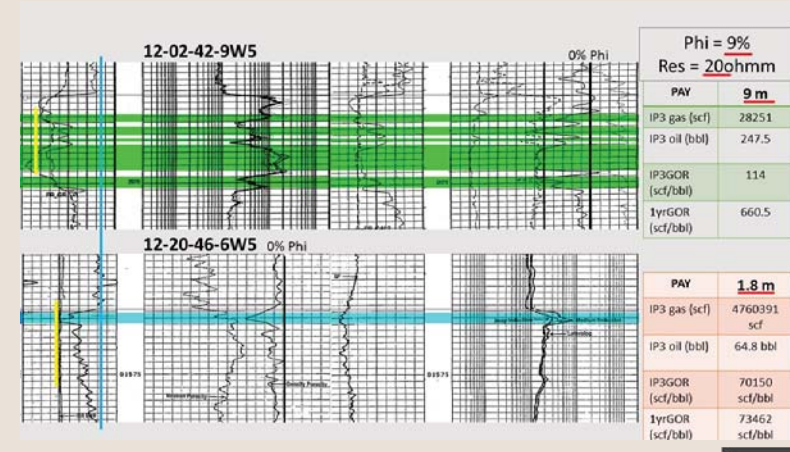 12-02-42-9W5
0% Phi
Phi = 9%
Res = 20ohmm
PAY 9 m
IP3 gas (scf) 28251
IP3 oil (bbl) 247.5
IP3GOR (scf/bbl) 114
1yrGOR (scf/bbl) 660.5
12-20-46-6W5 0% Phi
PAY 1.8 m
IP3 gas (scf) 4760391 scf
IP3 oil (bbl) 64.8 bbl
IP3GOR (scf/bbl) 70150 scf/bbl
1yrGOR (scf/bbl) 73462 scf/bbl
Density Porosity